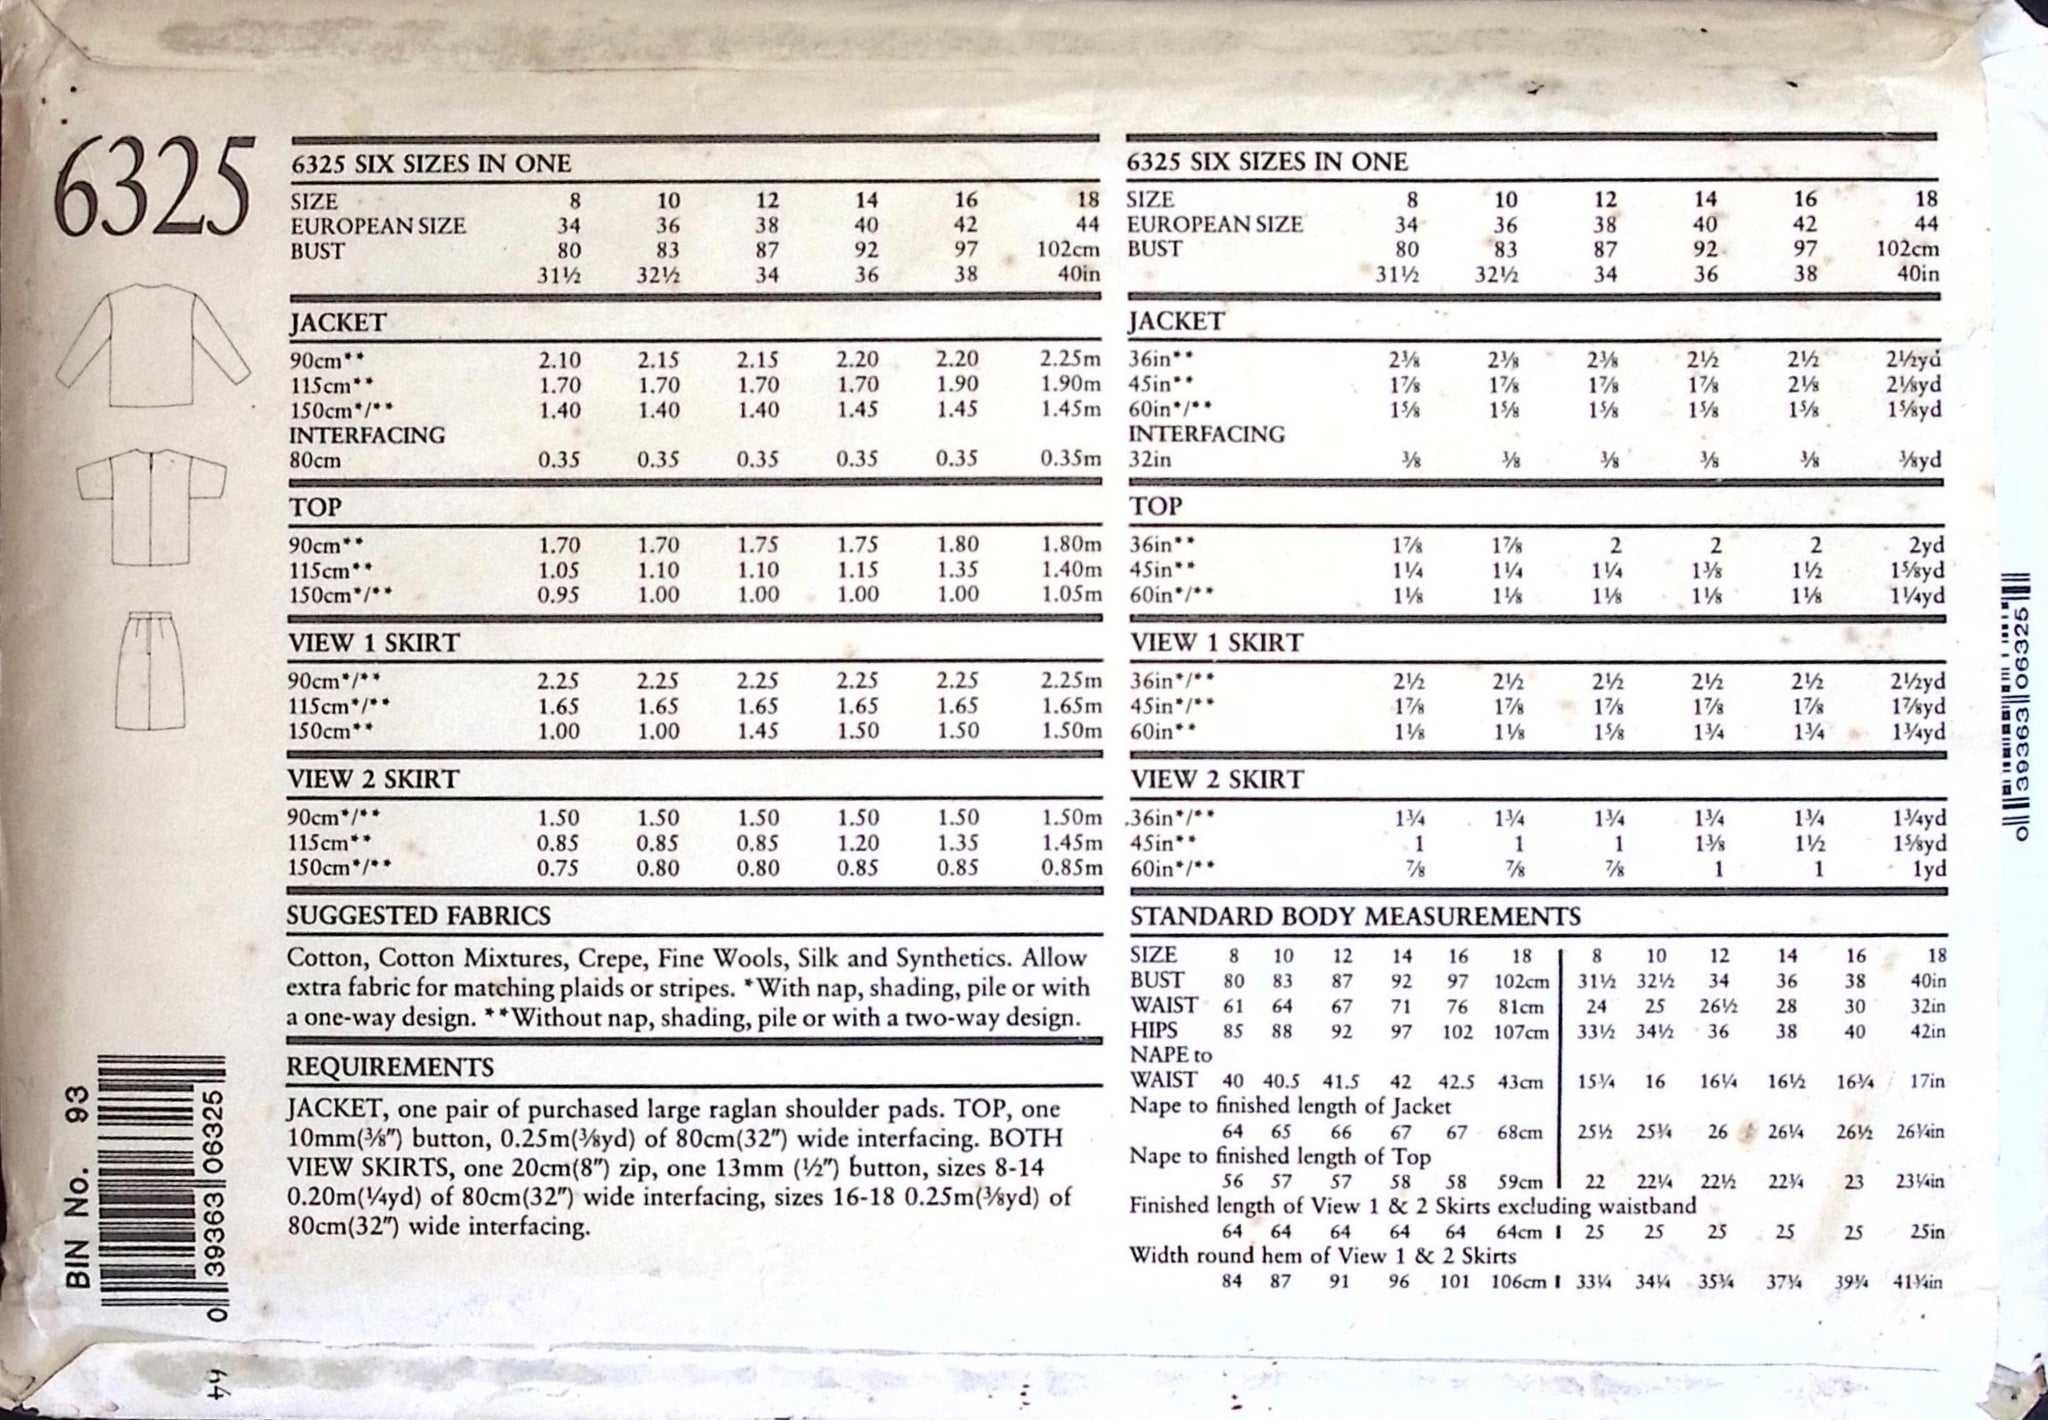 6325
6325 SIX SIZES IN ONE
SIZE 8 10 12 14 16 18
EUROPEAN SIZE 34 36 38 40 42 44
BUST 80 83 87 92 97 102cm
31½ 32½ 34 36 38 40in
JACKET
90cm** 2.10 2.15 2.15 2.20 2.20 2.25m
115cm** 1.70 1.70 1.70 1.70 1.90 1.90m
150cm*/** 1.40 1.40 1.40 1.45 1.45 1.45m
INTERFACING
80cm 0.35 0.35 0.35 0.35 0.35 0.35m
TOP
90cm** 1.70 1.70 1.75 1.75 1.80 1.80m
115cm** 1.05 1.10 1.10 1.15 1.35 1.40m
150cm*/** 0.95 1.00 1.00 1.00 1.00 1.05m
VIEW 1 SKIRT
90cm*/** 2.25 2.25 2.25 2.25 2.25 2.25m
115cm*/** 1.65 1.65 1.65 1.65 1.65 1.65m
150cm** 1.00 1.00 1.45 1.50 1.50 1.50m
VIEW 2 SKIRT
90cm*/** 1.50 1.50 1.50 1.50 1.50 1.50m
115cm** 0.85 0.85 0.85 1.20 1.35 1.45m
150cm*/** 0.75 0.80 0.80 0.85 0.85 0.85m
SUGGESTED FABRICS
Cotton, Cotton Mixtures, Crepe, Fine Wools, Silk and Synthetics. Allow
extra fabric for matching plaids or stripes. *With nap, shading, pile or with
a one-way design. **Without nap, shading, pile or with a two-way design.
REQUIREMENTS
JACKET, one pair of purchased large raglan shoulder pads. TOP, one
10mm(⅜") button, 0.25m(⅜yd) of 80cm(32") wide interfacing. BOTH
VIEW SKIRTS, one 20cm(8") zip, one 13mm (½") button, sizes 8-14
0.20m(¼yd) of 80cm(32") wide interfacing, sizes 16-18 0.25m(⅜yd) of
80cm(32") wide interfacing.
6325 SIX SIZES IN ONE
SIZE 8 10 12 14 16 18
EUROPEAN SIZE 34 36 38 40 42 44
BUST 80 83 87 92 97 102cm
31½ 32½ 34 36 38 40in
JACKET
36in** 2⅜ 2⅜ 2⅜ 2½ 2½ 2½yd
45in** 1⅞ 1⅞ 1⅞ 1⅞ 2⅛ 2⅛yd
60in*/** 1⅝ 1⅝ 1⅝ 1⅝ 1⅝ 1⅝yd
INTERFACING
32in ⅜ ⅜ ⅜ ⅜ ⅜ ⅜yd
TOP
36in** 1⅞ 1⅞ 2 2 2 2yd
45in** 1¼ 1¼ 1¼ 1⅜ 1½ 1⅝yd
60in*/** 1⅛ 1⅛ 1⅛ 1⅛ 1⅛ 1¼yd
VIEW 1 SKIRT
36in*/** 2½ 2½ 2½ 2½ 2½ 2½yd
45in*/** 1⅞ 1⅞ 1⅞ 1⅞ 1⅞ 1⅞yd
60in** 1⅛ 1⅛ 1⅝ 1¾ 1¾ 1¾yd
VIEW 2 SKIRT
36in*/** 1¾ 1¾ 1¾ 1¾ 1¾ 1¾yd
45in** 1 1 1 1⅜ 1½ 1⅝yd
60in*/** ⅞ ⅞ ⅞ 1 1 1yd
STANDARD BODY MEASUREMENTS
SIZE 8 10 12 14 16 18 8 10 12 14 16 18
BUST 80 83 87 92 97 102cm 31½ 32½ 34 36 38 40in
WAIST 61 64 67 71 76 81cm 24 25 26½ 28 30 32in
HIPS 85 88 92 97 102 107cm 33½ 34½ 36 38 40 42in
NAPE to
WAIST 40 40.5 41.5 42 42.5 43cm 15¾ 16 16¼ 16½ 16¾ 17in
Nape to finished length of Jacket
64 65 66 67 67 68cm 25½ 25¾ 26 26¼ 26½ 26¾in
Nape to finished length of Top
56 57 57 58 58 59cm 22 22¼ 22½ 22¾ 23 23¼in
Finished length of View 1 & 2 Skirts excluding waistband
64 64 64 64 64 64cm 25 25 25 25 25 25in
Width round hem of View 1 & 2 Skirts
84 87 91 96 101 106cm 33¼ 34¼ 35¾ 37¾ 39¾ 41¾in
BIN No. 93
0 39363 06325
44
0 39363 06325